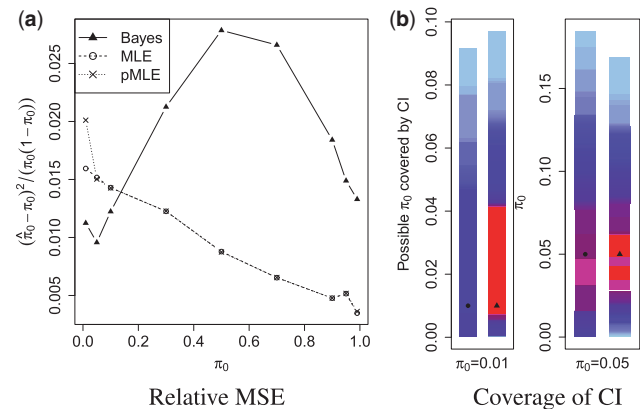 (a)
Bayes
MLE
pMLE
0.005 0.010 0.015 0.020 0.025
(π̂₀−π₀)²/(π₀(1−π₀))
0.0 0.2 0.4 0.6 0.8 1.0
π₀
Relative MSE
(b)
Possible π₀ covered by CI
0.00 0.02 0.04 0.06 0.08 0.10
π₀=0.01
π₀
0.00 0.05 0.10 0.15
π₀=0.05
Coverage of CI